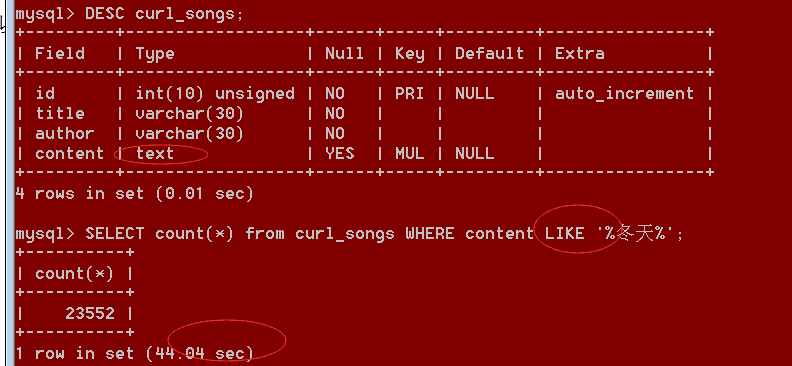 mysql> DESC curl_songs;
+---------+------------------+------+-----+---------+----------------+
| Field   | Type             | Null | Key | Default | Extra          |
+---------+------------------+------+-----+---------+----------------+
| id      | int(10) unsigned | NO   | PRI | NULL    | auto_increment |
| title   | varchar(30)      | NO   |     |         |                |
| author  | varchar(30)      | NO   |     |         |                |
| content | text             | YES  | MUL | NULL    |                |
+---------+------------------+------+-----+---------+----------------+
4 rows in set (0.01 sec)
mysql> SELECT count(*) from curl_songs WHERE content LIKE '%冬天%';
+----------+
| count(*) |
+----------+
|    23552 |
+----------+
1 row in set (44.04 sec)